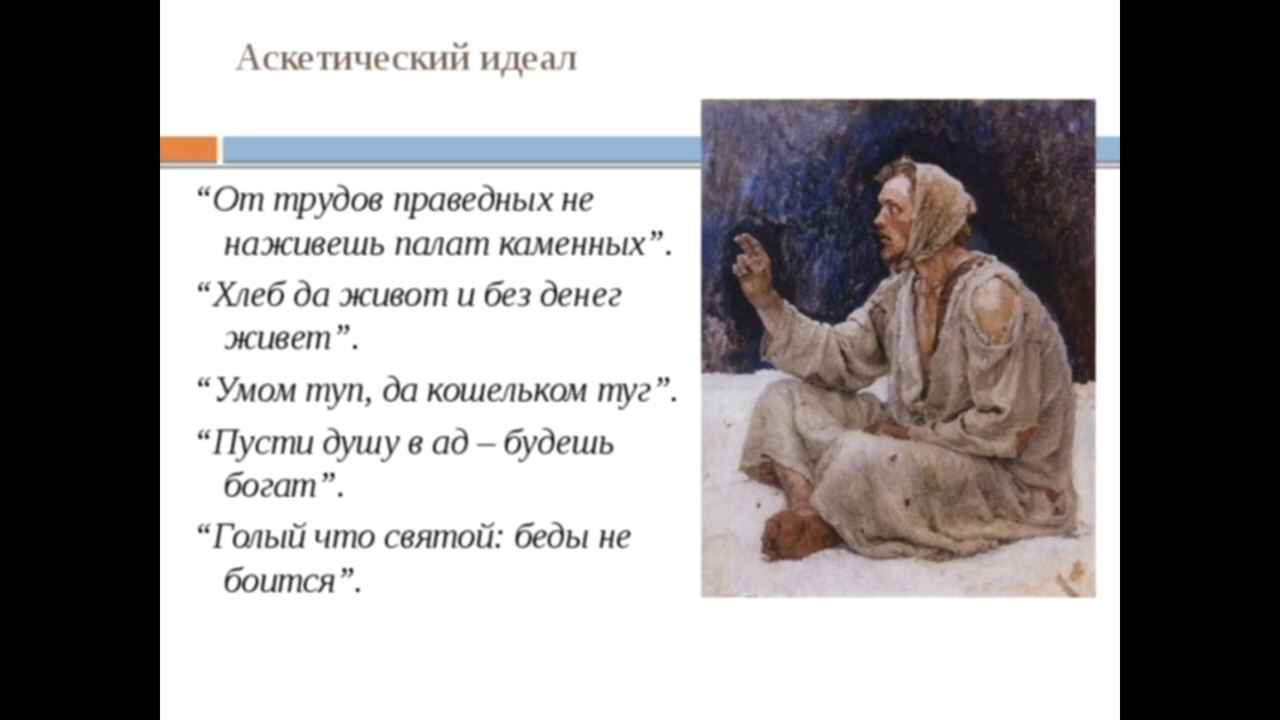 Аскетический идеал
“От трудов праведных не
наживешь палат каменных”.
“Хлеб да живот и без денег
живет”.
“Умом туп, да кошельком туг”.
“Пусти душу в ад – будешь
богат”.
“Голый что святой: беды не
боится”.